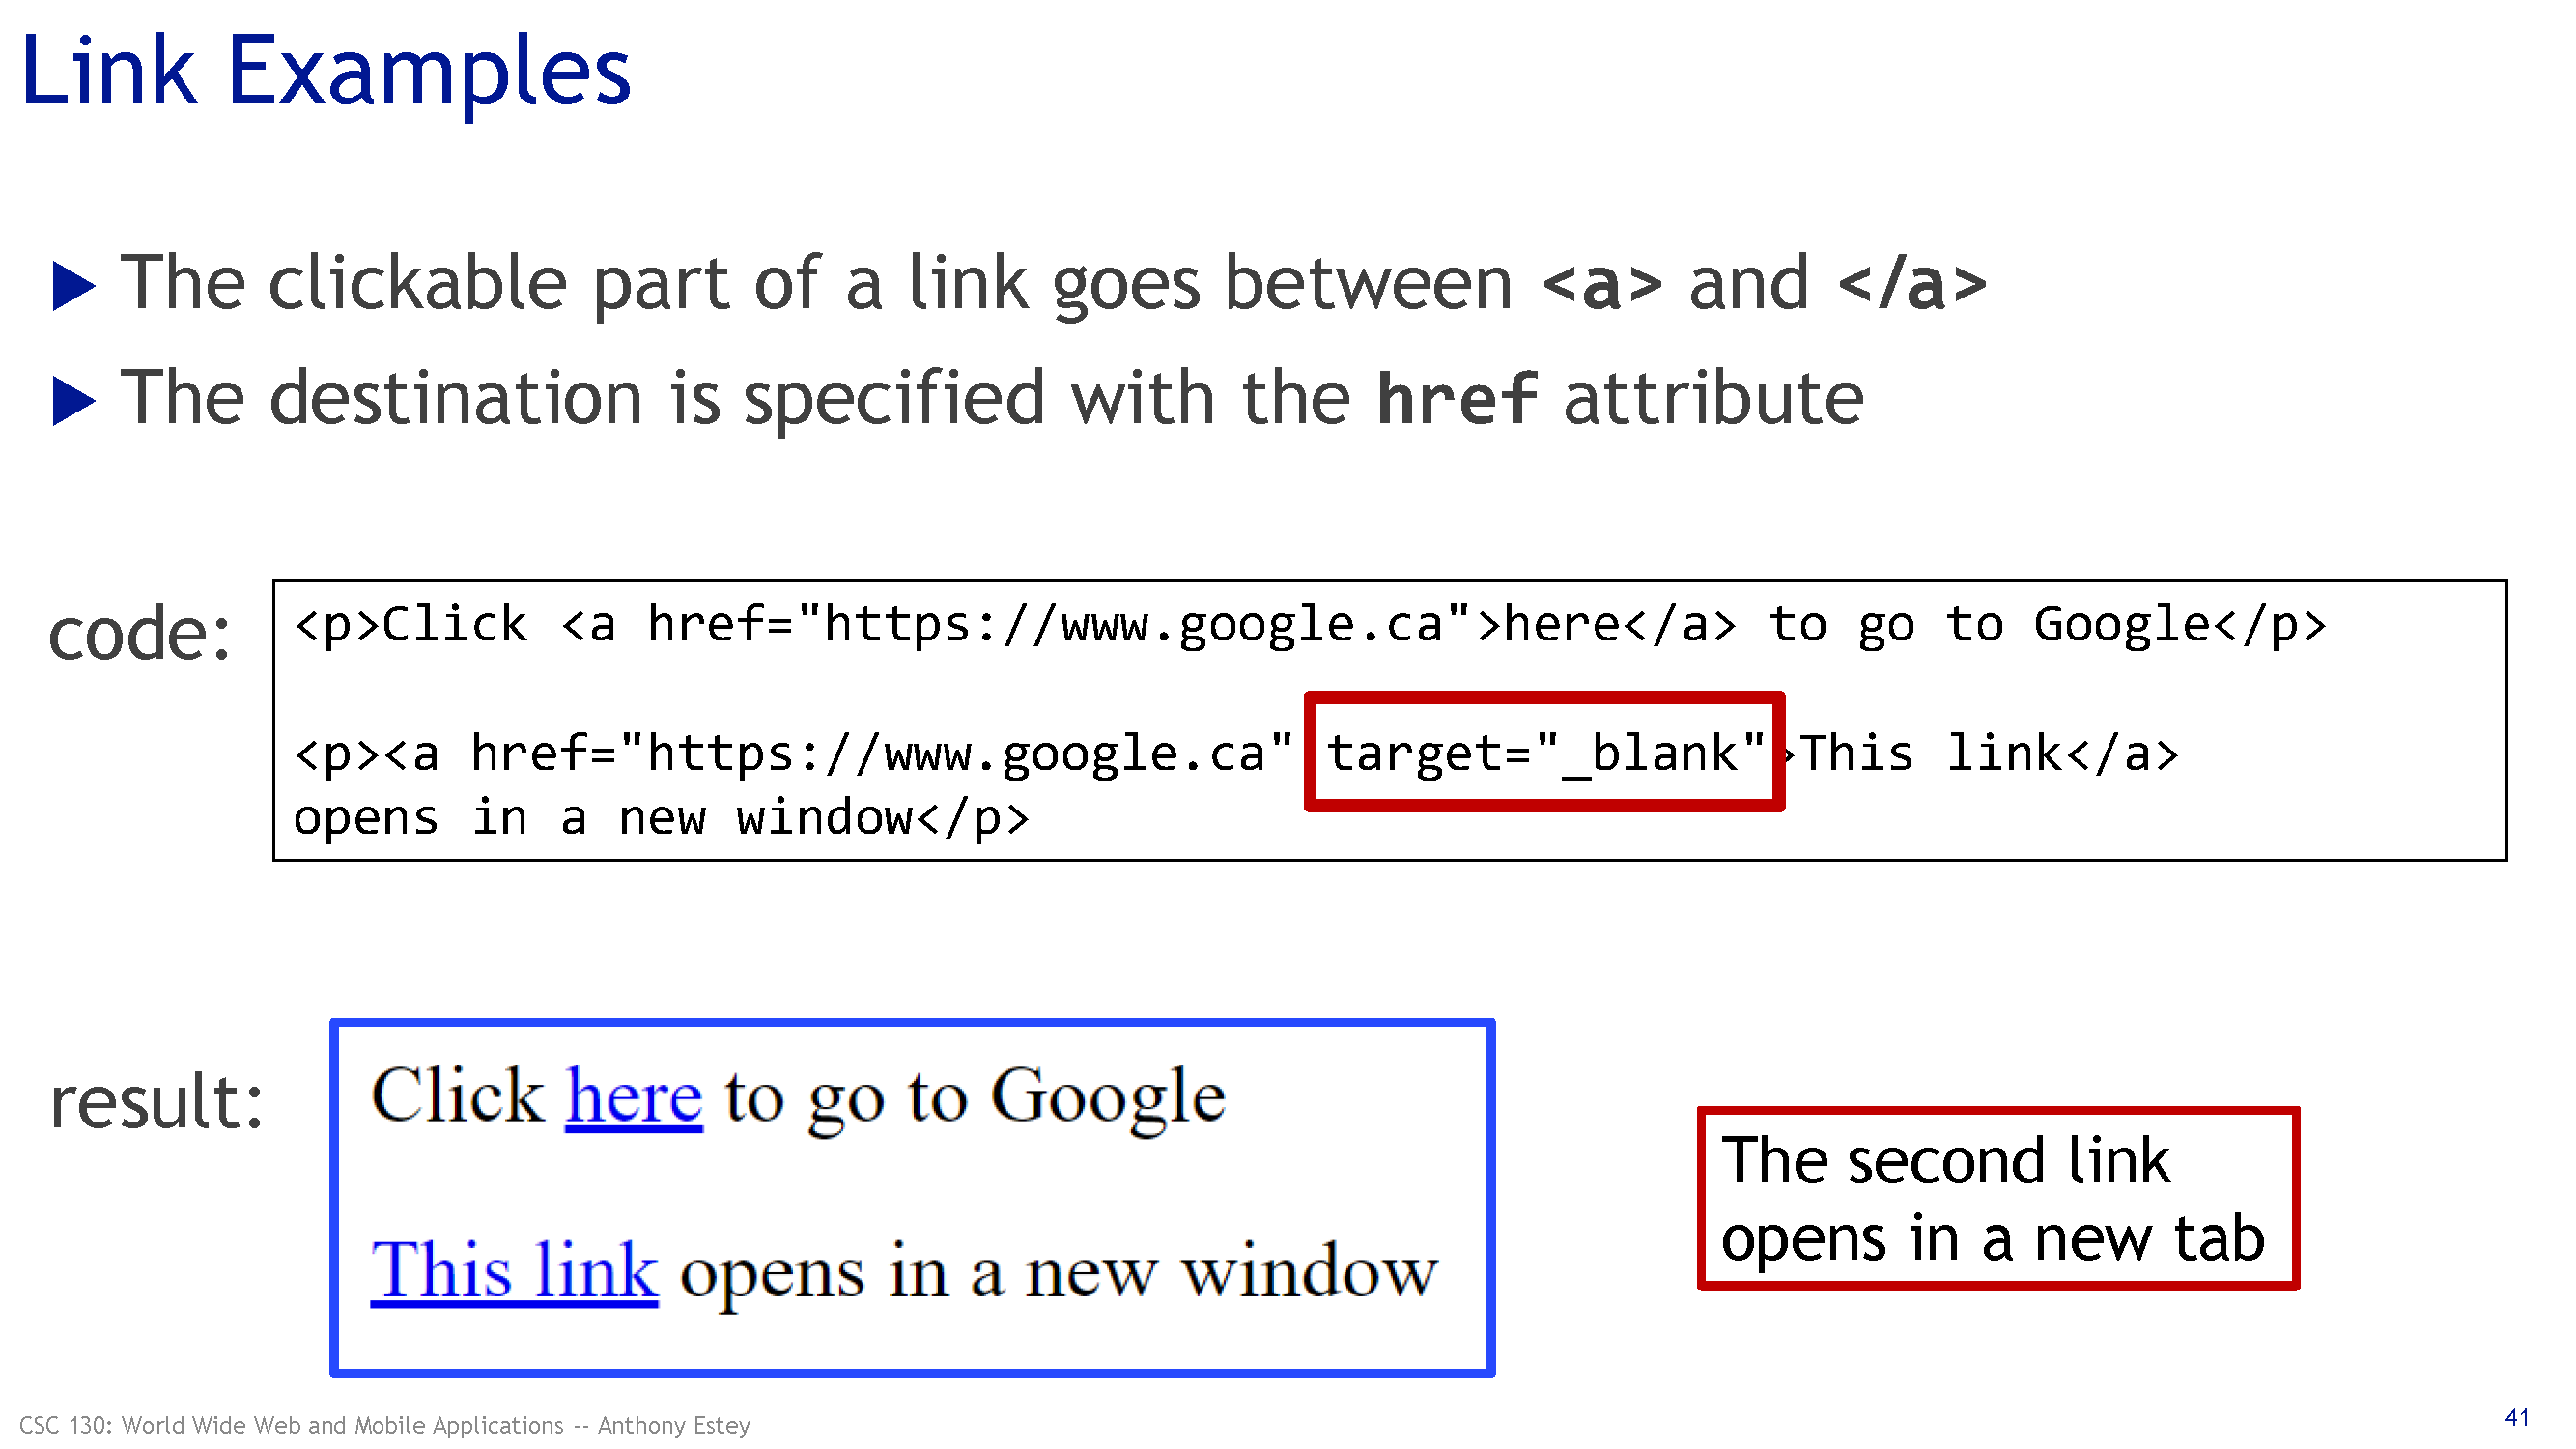 Link Examples
The clickable part of a link goes between <a> and </a>
The destination is specified with the href attribute
code:
<p>Click <a href="https://www.google.ca">here</a> to go to Google</p>
<p><a href="https://www.google.ca" target="_blank">This link</a>
opens in a new window</p>
result:
Click here to go to Google
This link opens in a new window
The second link
opens in a new tab
CSC 130: World Wide Web and Mobile Applications -- Anthony Estey
41